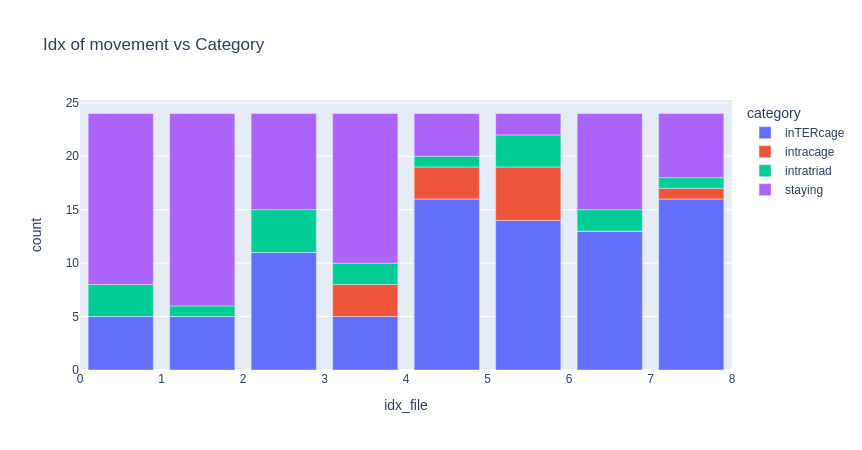 Idx of movement vs Category
25
20
15
10
5
0
count
0 1 2 3 4 5 6 7 8
idx_file
category
inTERcage
intracage
intratriad
staying